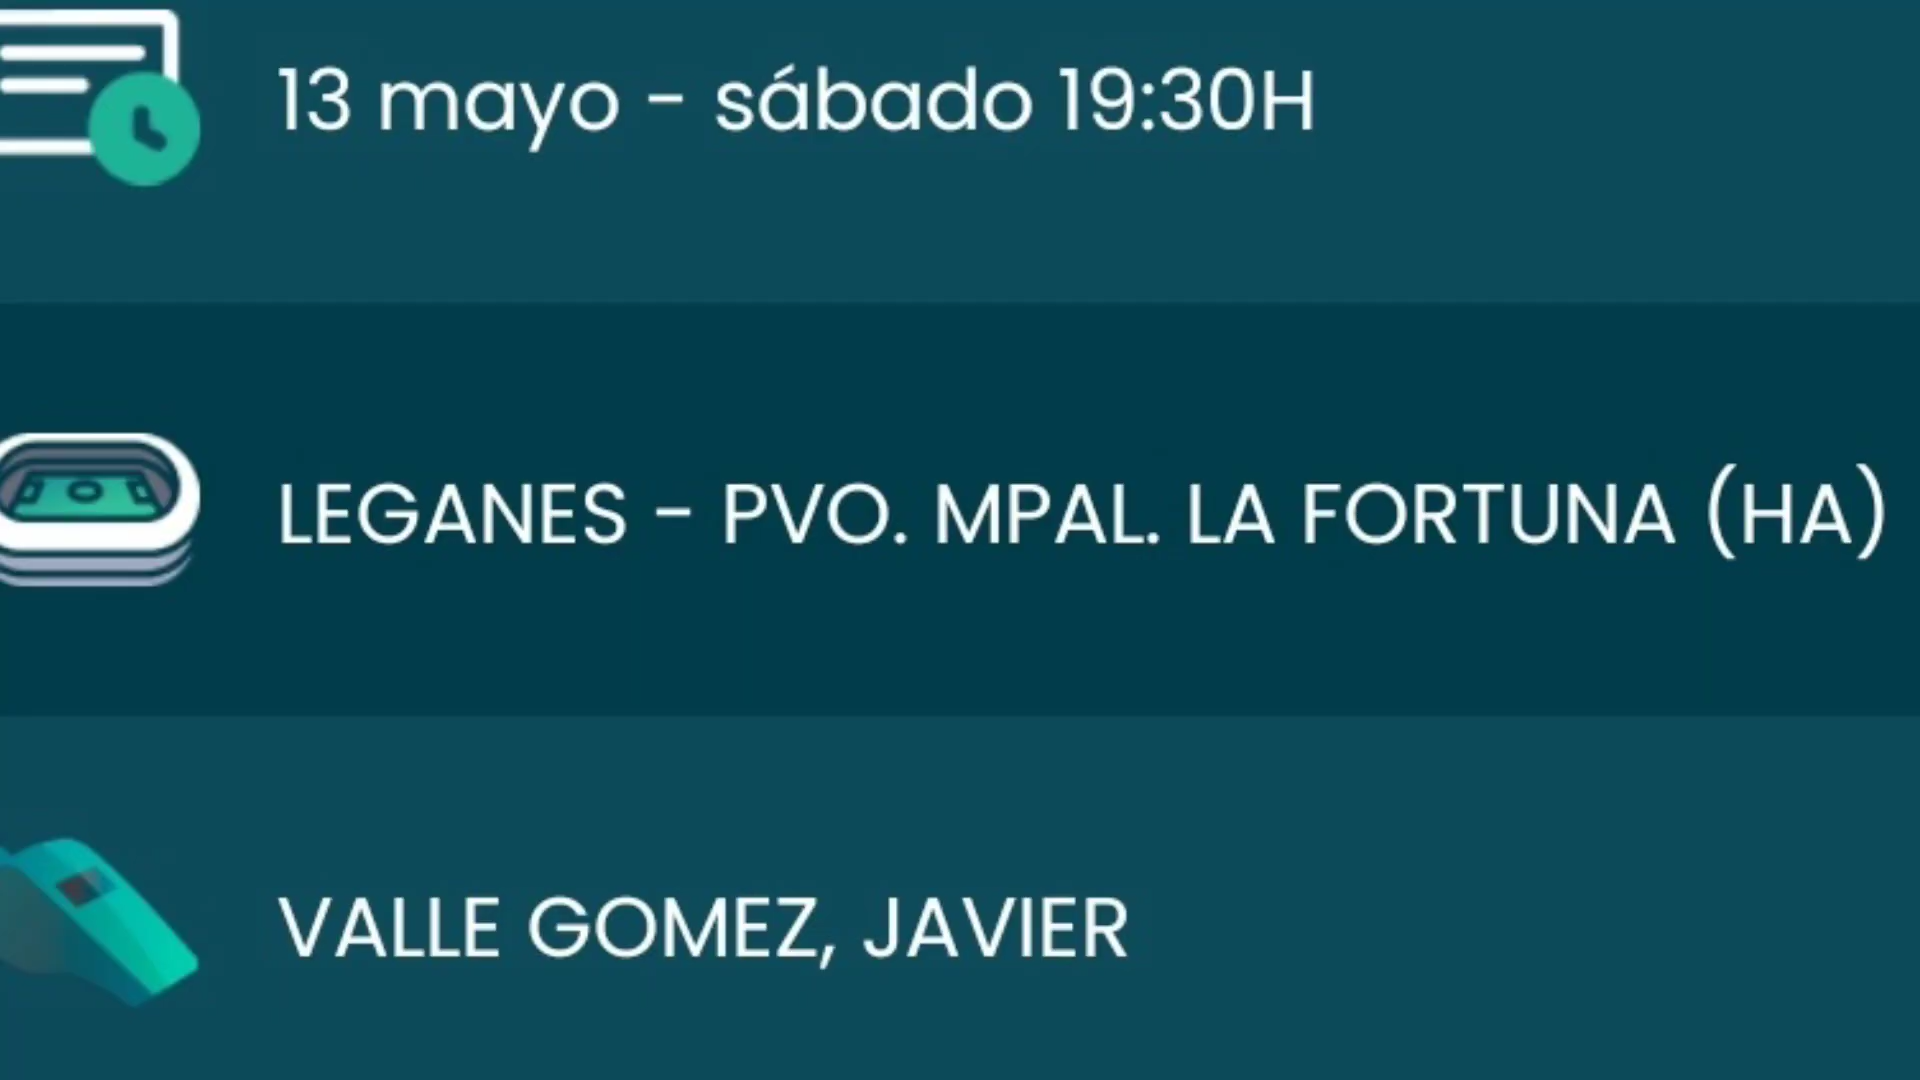 13 mayo - sábado 19:30H
LEGANES - PVO. MPAL. LA FORTUNA (HA)
VALLE GOMEZ, JAVIER